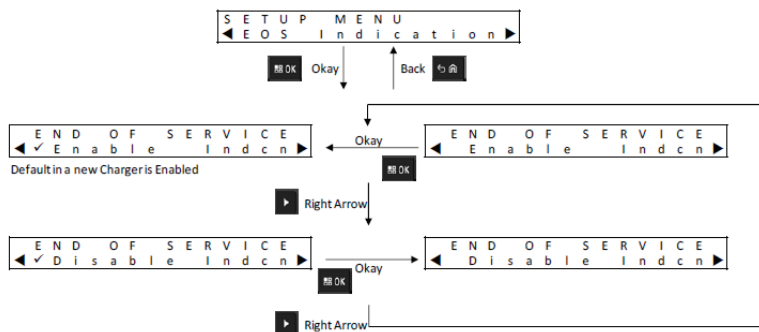 SETUP MENU
◀EOS Indication▶
OK Okay
Back
END OF SERVICE
◀✓Enable Indcn▶
Okay
END OF SERVICE
◀ Enable Indcn▶
OK
Default in a new Charger is Enabled
Right Arrow
END OF SERVICE
◀✓Disable Indcn▶
OK
Okay
END OF SERVICE
◀ Disable Indcn▶
Right Arrow